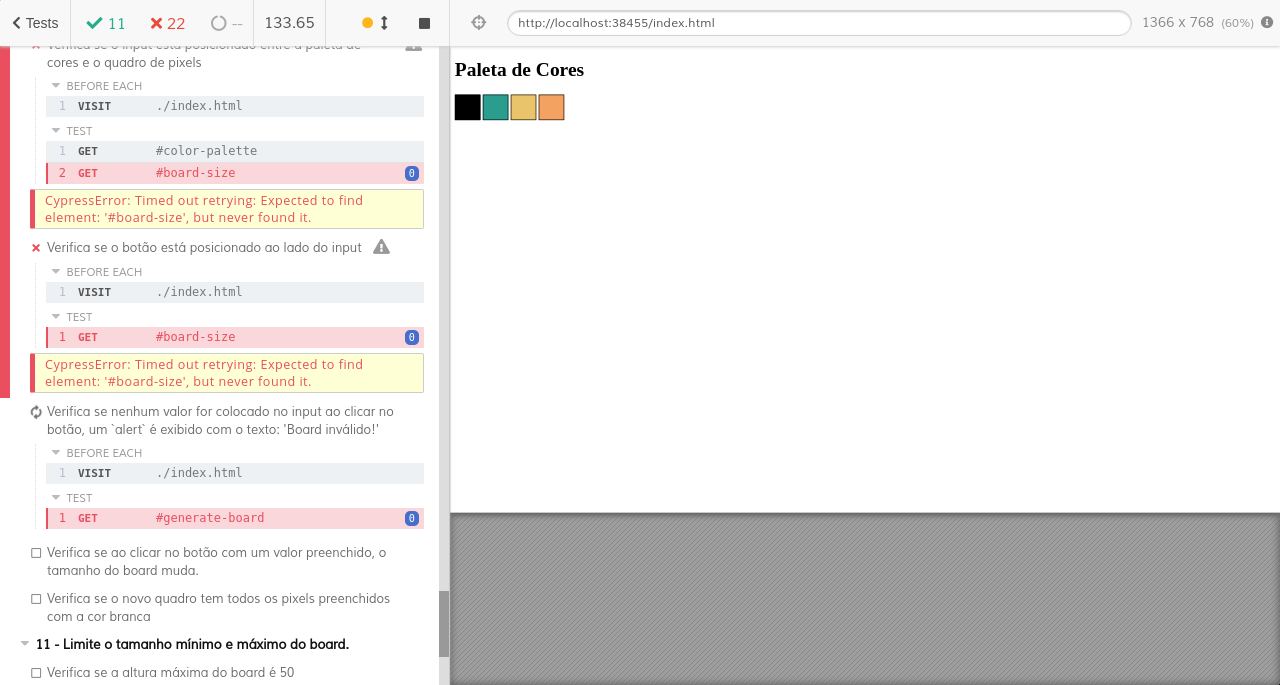 Tests
11
22
--
133.65
http://localhost:38455/index.html
1366 x 768 (60%)
Verifica se o input está posicionado entre a paleta de
cores e o quadro de pixels
BEFORE EACH
1 VISIT ./index.html
TEST
1 GET #color-palette
2 GET #board-size 0
CypressError: Timed out retrying: Expected to find
element: '#board-size', but never found it.
Verifica se o botão está posicionado ao lado do input
BEFORE EACH
1 VISIT ./index.html
TEST
1 GET #board-size 0
CypressError: Timed out retrying: Expected to find
element: '#board-size', but never found it.
Verifica se nenhum valor for colocado no input ao clicar no
botão, um `alert` é exibido com o texto: 'Board inválido!'
BEFORE EACH
1 VISIT ./index.html
TEST
1 GET #generate-board 0
Verifica se ao clicar no botão com um valor preenchido, o
tamanho do board muda.
Verifica se o novo quadro tem todos os pixels preenchidos
com a cor branca
11 - Limite o tamanho mínimo e máximo do board.
Verifica se a altura máxima do board é 50
Paleta de Cores